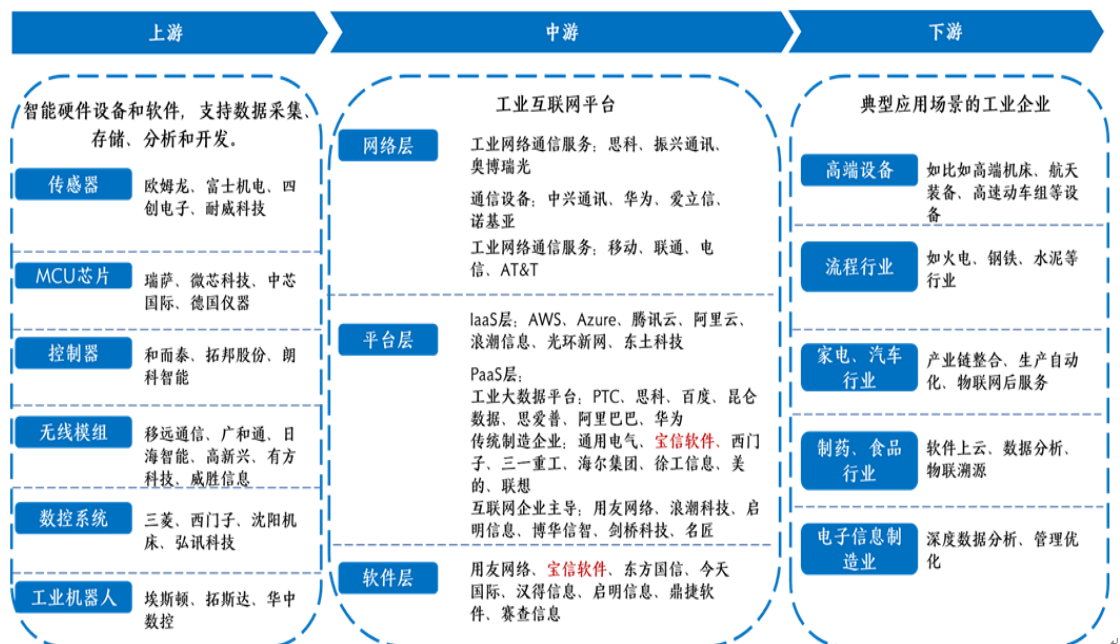 上游
中游
下游
智能硬件设备和软件，支持数据采集、
存储、分析和开发。
传感器
欧姆龙、富士机电、四
创电子、耐威科技
MCU芯片
瑞萨、微芯科技、中芯
国际、德国仪器
控制器
和而泰、拓邦股份、朗
科智能
无线模组
移远通信、广和通、日
海智能、高新兴、有方
科技、威胜信息
数控系统
三菱、西门子、沈阳机
床、弘讯科技
工业机器人
埃斯顿、拓斯达、华中
数控
工业互联网平台
网络层
工业网络通信服务：思科、振兴通讯、
奥博瑞光
通信设备：中兴通讯、华为、爱立信、
诺基亚
工业网络通信服务：移动、联通、电
信、AT&T
平台层
IaaS层：AWS、Azure、腾讯云、阿里云、
浪潮信息、光环新网、东土科技
PaaS层：
工业大数据平台：PTC、思科、百度、昆仑
数据、思爱普、阿里巴巴、华为
传统制造企业：通用电气、宝信软件、西门
子、三一重工、海尔集团、徐工信息、美
的、联想
互联网企业主导：用友网络、浪潮科技、启
明信息、博华信智、剑桥科技、名匠
软件层
用友网络、宝信软件、东方国信、今天
国际、汉得信息、启明信息、鼎捷软
件、赛查信息
典型应用场景的工业企业
高端设备
如比如高端机床、航天
装备、高速动车组等设
备
流程行业
如火电、钢铁、水泥等
行业
家电、汽车
行业
产业链整合、生产自动
化、物联网后服务
制药、食品
行业
软件上云、数据分析、
物联溯源
电子信息制
造业
深度数据分析、管理优
化